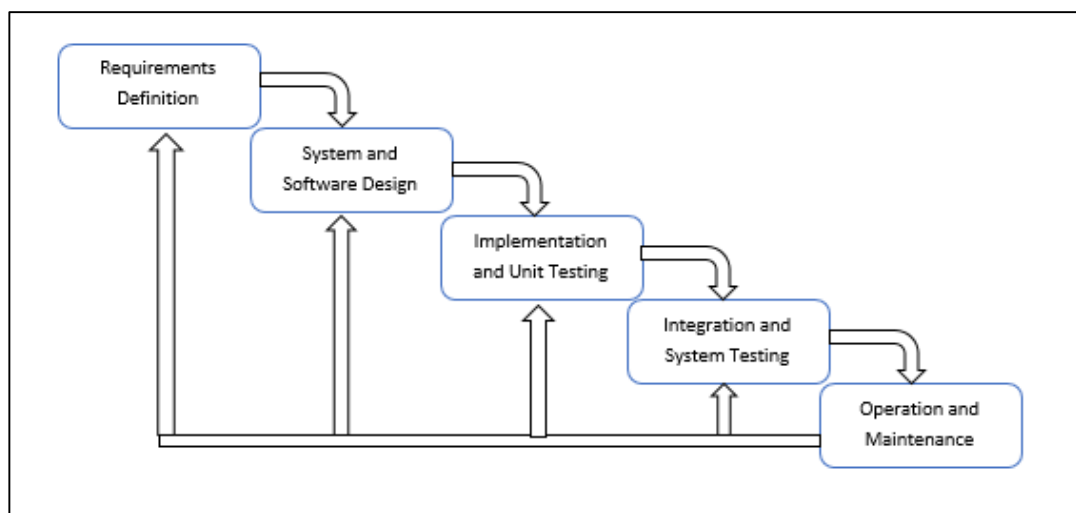 Requirements
Definition
System and
Software Design
Implementation
and Unit Testing
Integration and
System Testing
Operation and
Maintenance